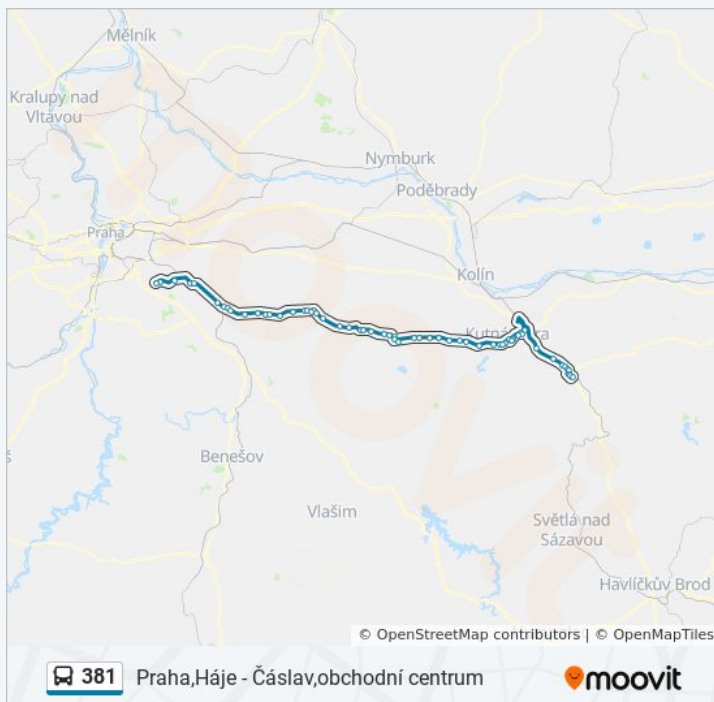 Mělník
Kralupy nad
Vltavou
Nymburk
Poděbrady
Praha
Kolín
Kutná Hora
Benešov
Vlašim
Světlá nad
Sázavou
Havlíčkův Brod
© OpenStreetMap contributors | © OpenMapTiles
381 Praha,Háje - Čáslav,obchodní centrum
moovit